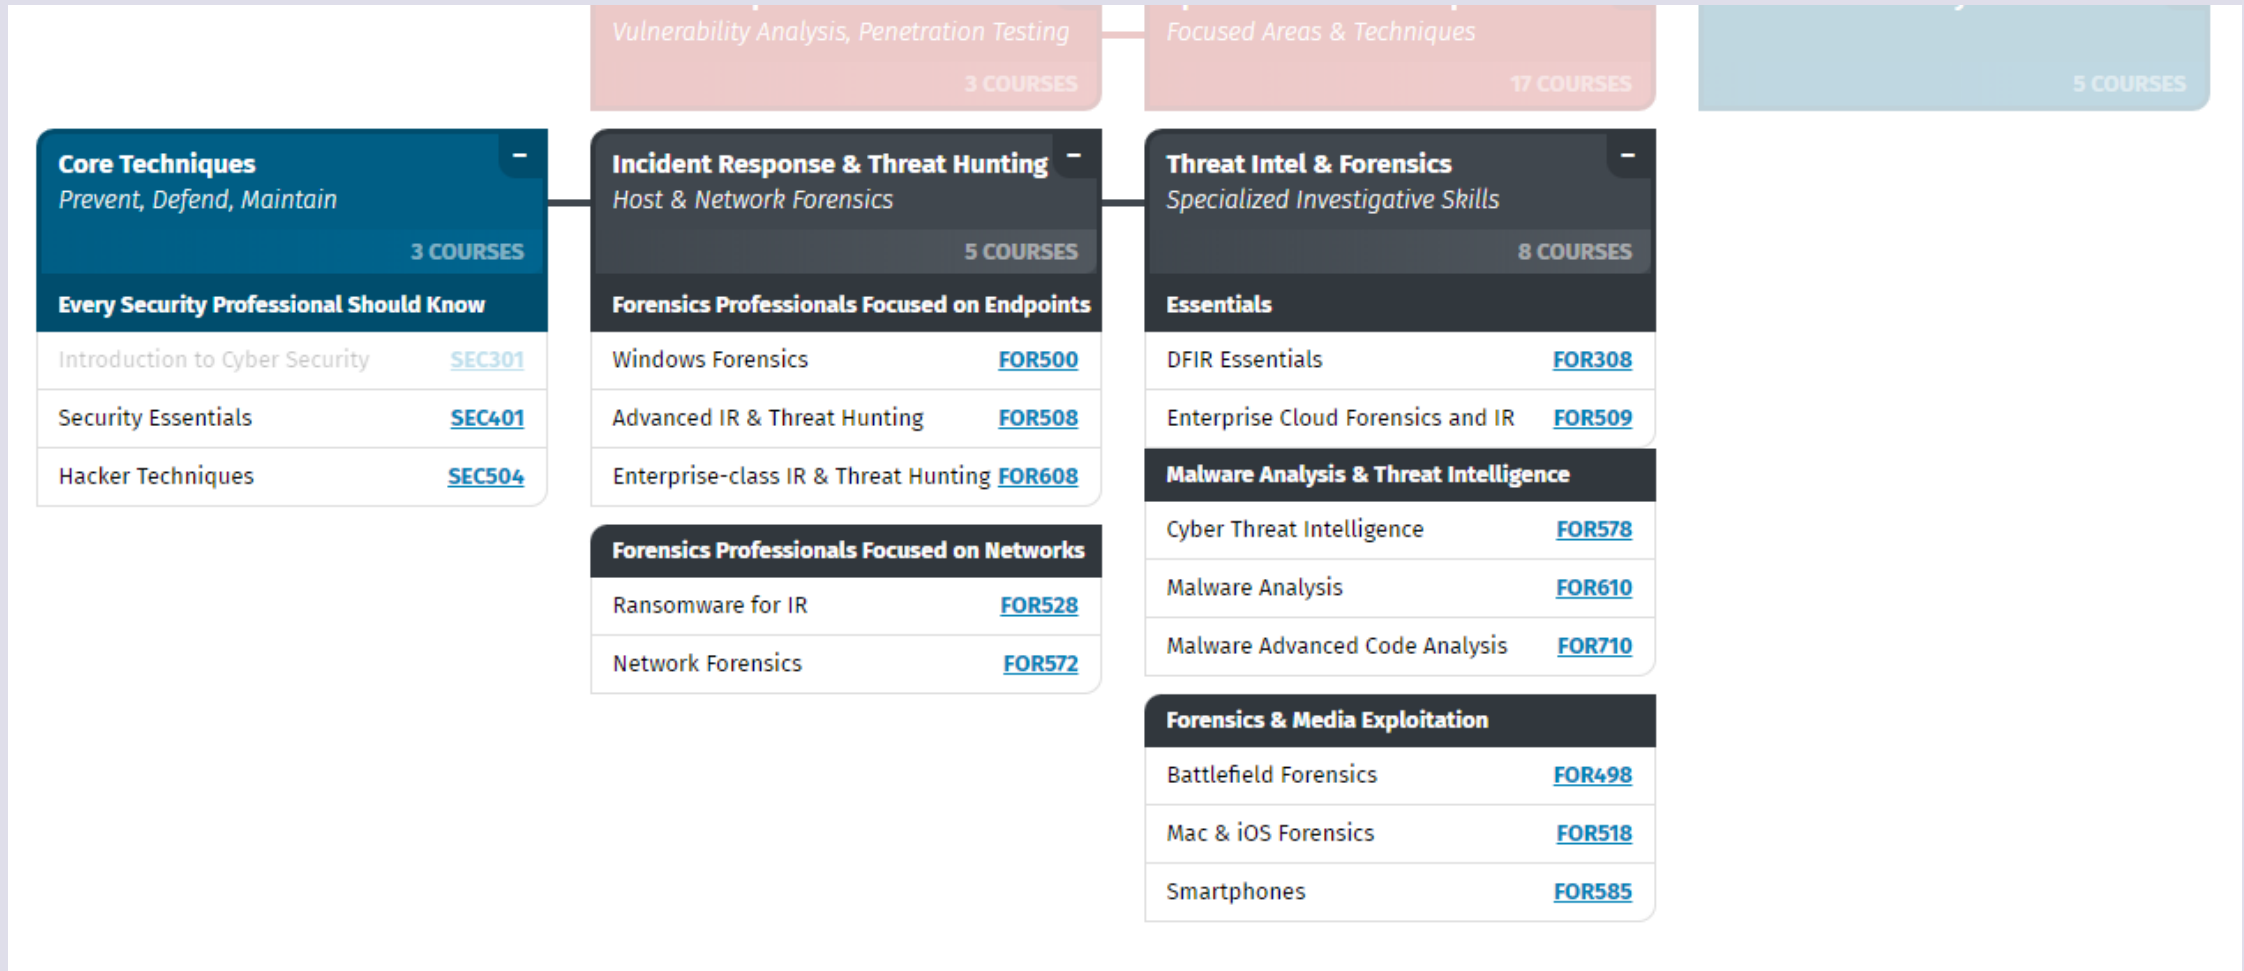 Vulnerability Analysis, Penetration Testing
3 COURSES
Focused Areas & Techniques
17 COURSES
5 COURSES
Core Techniques
Prevent, Defend, Maintain
3 COURSES
Every Security Professional Should Know
Introduction to Cyber Security SEC301
Security Essentials SEC401
Hacker Techniques SEC504
Incident Response & Threat Hunting
Host & Network Forensics
5 COURSES
Forensics Professionals Focused on Endpoints
Windows Forensics FOR500
Advanced IR & Threat Hunting FOR508
Enterprise-class IR & Threat Hunting FOR608
Forensics Professionals Focused on Networks
Ransomware for IR FOR528
Network Forensics FOR572
Threat Intel & Forensics
Specialized Investigative Skills
8 COURSES
Essentials
DFIR Essentials FOR308
Enterprise Cloud Forensics and IR FOR509
Malware Analysis & Threat Intelligence
Cyber Threat Intelligence FOR578
Malware Analysis FOR610
Malware Advanced Code Analysis FOR710
Forensics & Media Exploitation
Battlefield Forensics FOR498
Mac & iOS Forensics FOR518
Smartphones FOR585